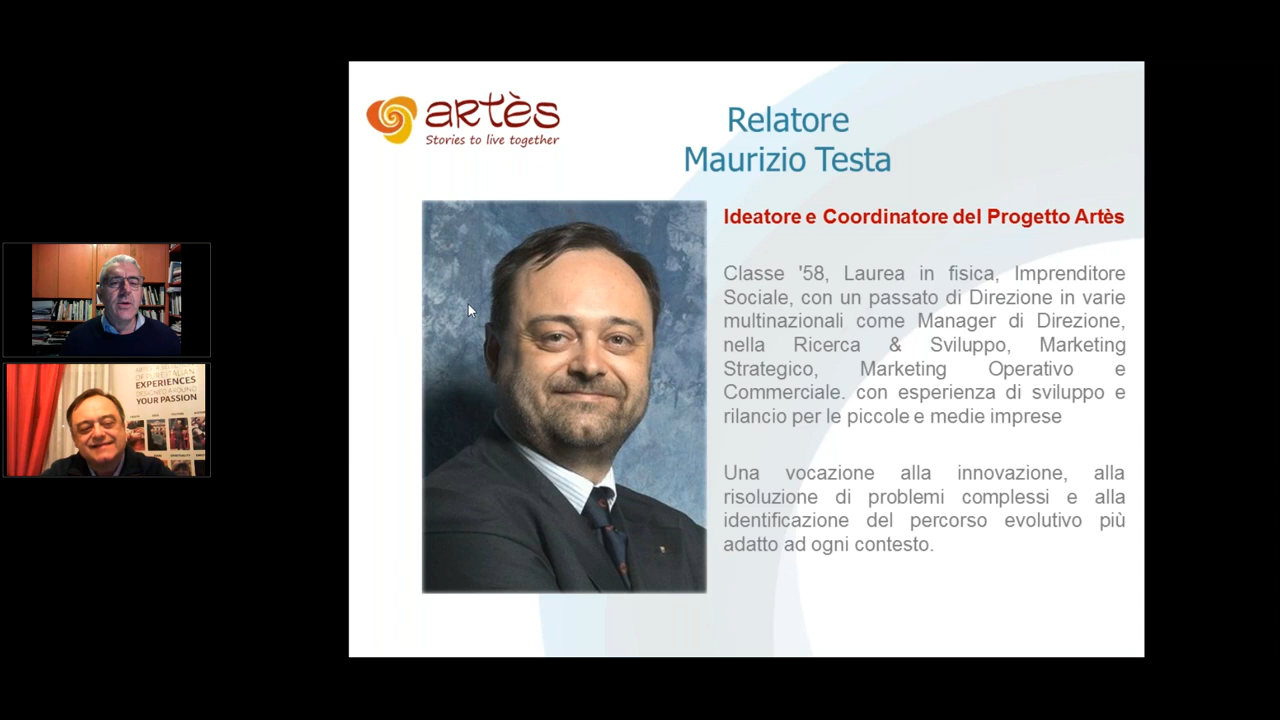 artès
Stories to live together
Relatore
Maurizio Testa
Ideatore e Coordinatore del Progetto Artès
Classe '58, Laurea in fisica, Imprenditore
Sociale, con un passato di Direzione in varie
multinazionali come Manager di Direzione,
nella Ricerca & Sviluppo, Marketing
Strategico, Marketing Operativo e
Commerciale. con esperienza di sviluppo e
rilancio per le piccole e medie imprese
Una vocazione alla innovazione, alla
risoluzione di problemi complessi e alla
identificazione del percorso evolutivo più
adatto ad ogni contesto.
EXPERIENCES
DESIGNED AROUND
YOUR PASSION